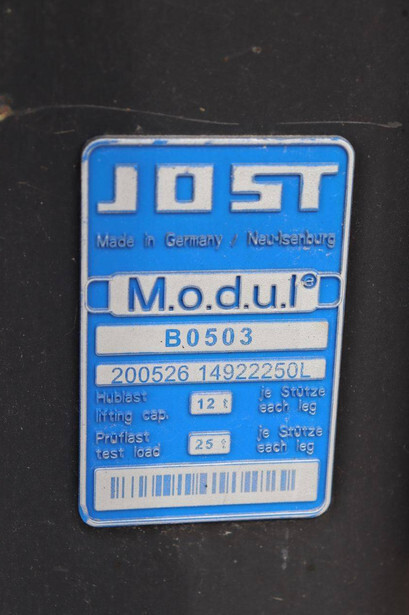 JOST
Made in Germany / Neu-Isenburg
M.o.d.u.l®
B0503
200526 14922250L
Hublast 12 t je Stütze
lifting cap. each leg
Prüflast 25 t je Stütze
test load each leg